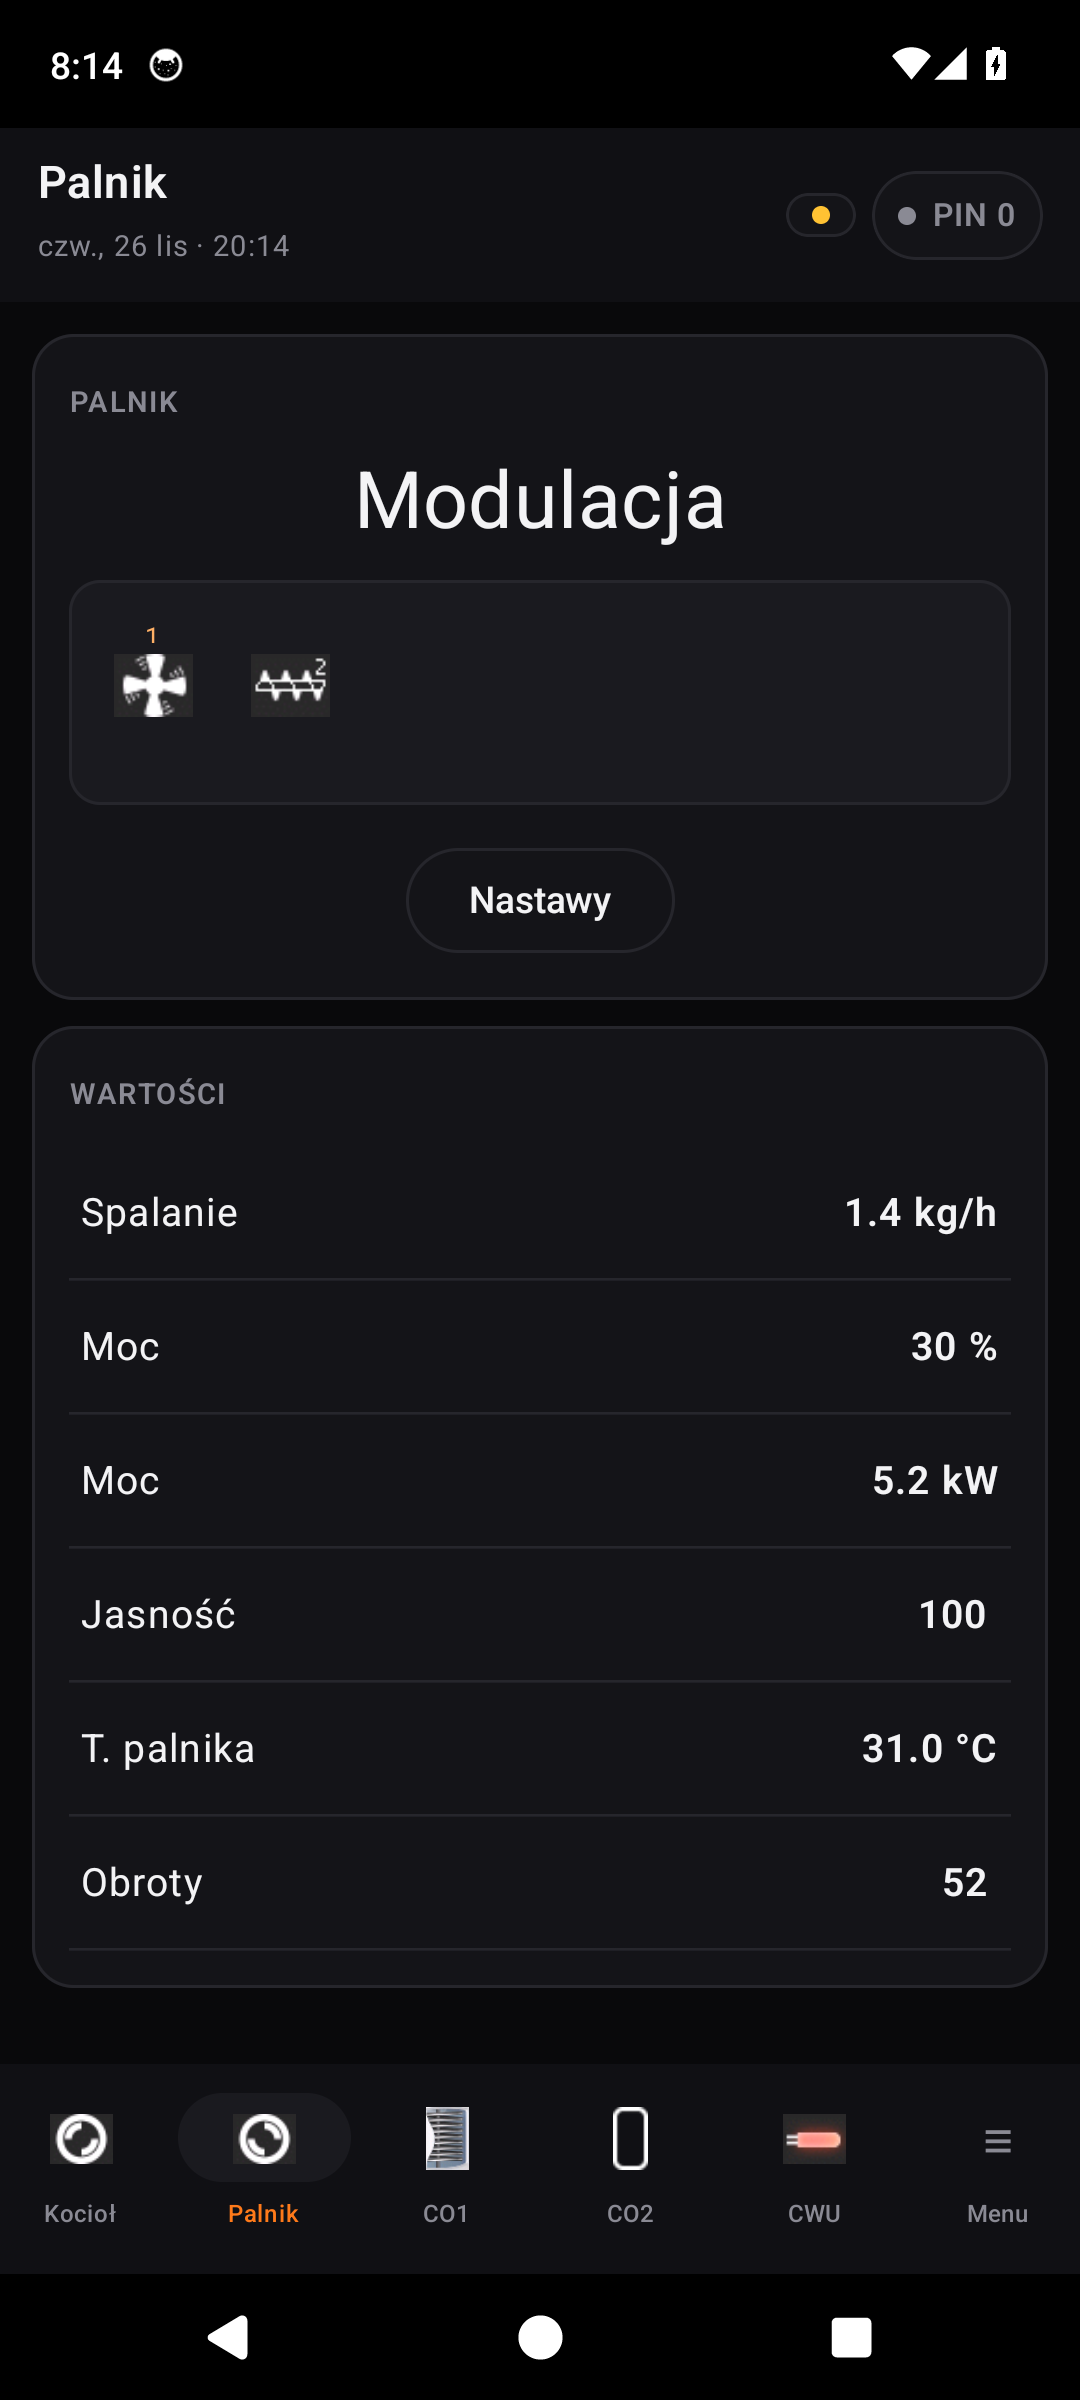 8:14
Palnik
czw., 26 lis · 20:14
PIN 0
PALNIK
Modulacja
1
2
Nastawy
WARTOŚCI
Spalanie 1.4 kg/h
Moc 30 %
Moc 5.2 kW
Jasność 100
T. palnika 31.0 °C
Obroty 52
Kocioł Palnik CO1 CO2 CWU Menu